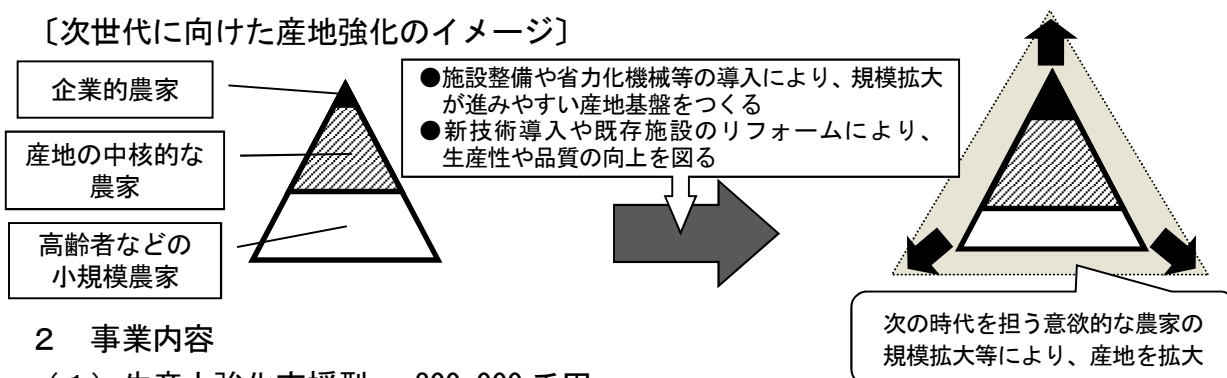 〔次世代に向けた産地強化のイメージ〕
企業的農家
産地の中核的な
農家
高齢者などの
小規模農家
●施設整備や省力化機械等の導入により、規模拡大
が進みやすい産地基盤をつくる
●新技術導入や既存施設のリフォームにより、
生産性や品質の向上を図る
次の時代を担う意欲的な農家の
規模拡大等により、産地を拡大
２　事業内容